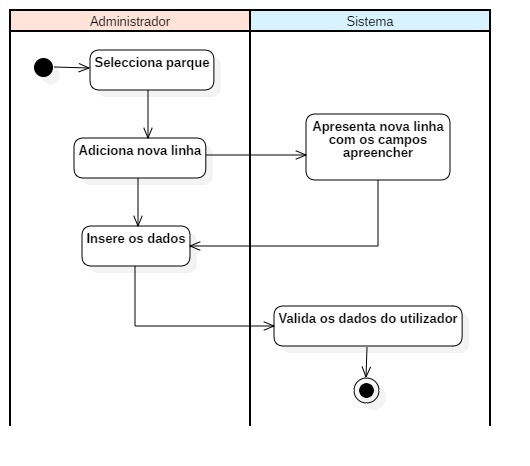 Administrador
Sistema
Selecciona parque
Adiciona nova linha
Apresenta nova linha
com os campos
apreencher
Insere os dados
Valida os dados do utilizador